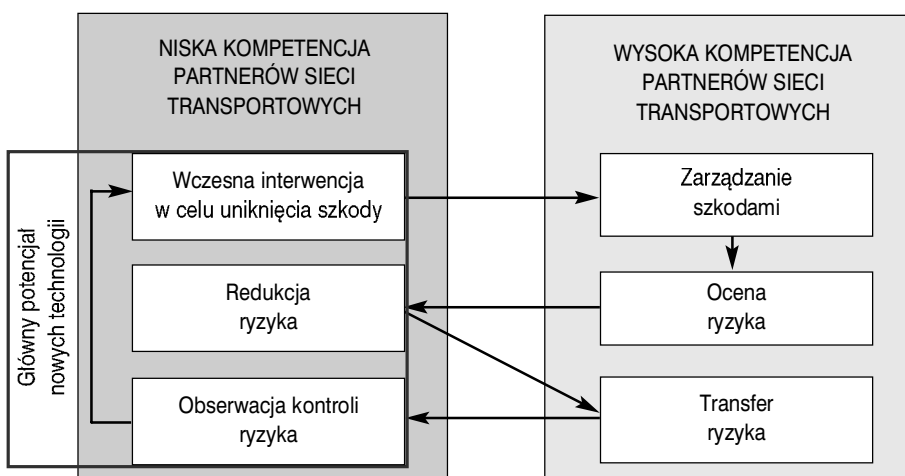 NISKA KOMPETENCJA
PARTNERÓW SIECI
TRANSPORTOWYCH
WYSOKA KOMPETENCJA
PARTNERÓW SIECI
TRANSPORTOWYCH
Główny potencjał
nowych technologii
Wczesna interwencja
w celu uniknięcia szkody
Zarządzanie
szkodami
Redukcja
ryzyka
Ocena
ryzyka
Obserwacja kontroli
ryzyka
Transfer
ryzyka